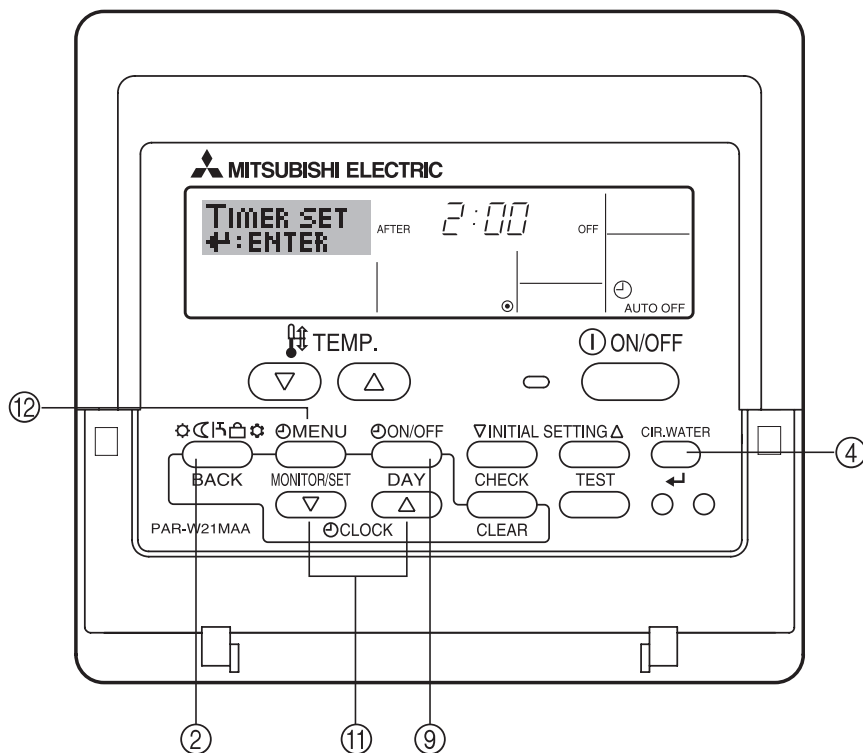 MITSUBISHI ELECTRIC
TIMER SET
↵:ENTER
AFTER 2:00 OFF
AUTO OFF
TEMP. ON/OFF
⑫
MENU ON/OFF ▽INITIAL SETTING△ CIR.WATER
④
BACK MONITOR/SET DAY CHECK TEST ↵
PAR-W21MAA CLOCK CLEAR
② ⑪ ⑨